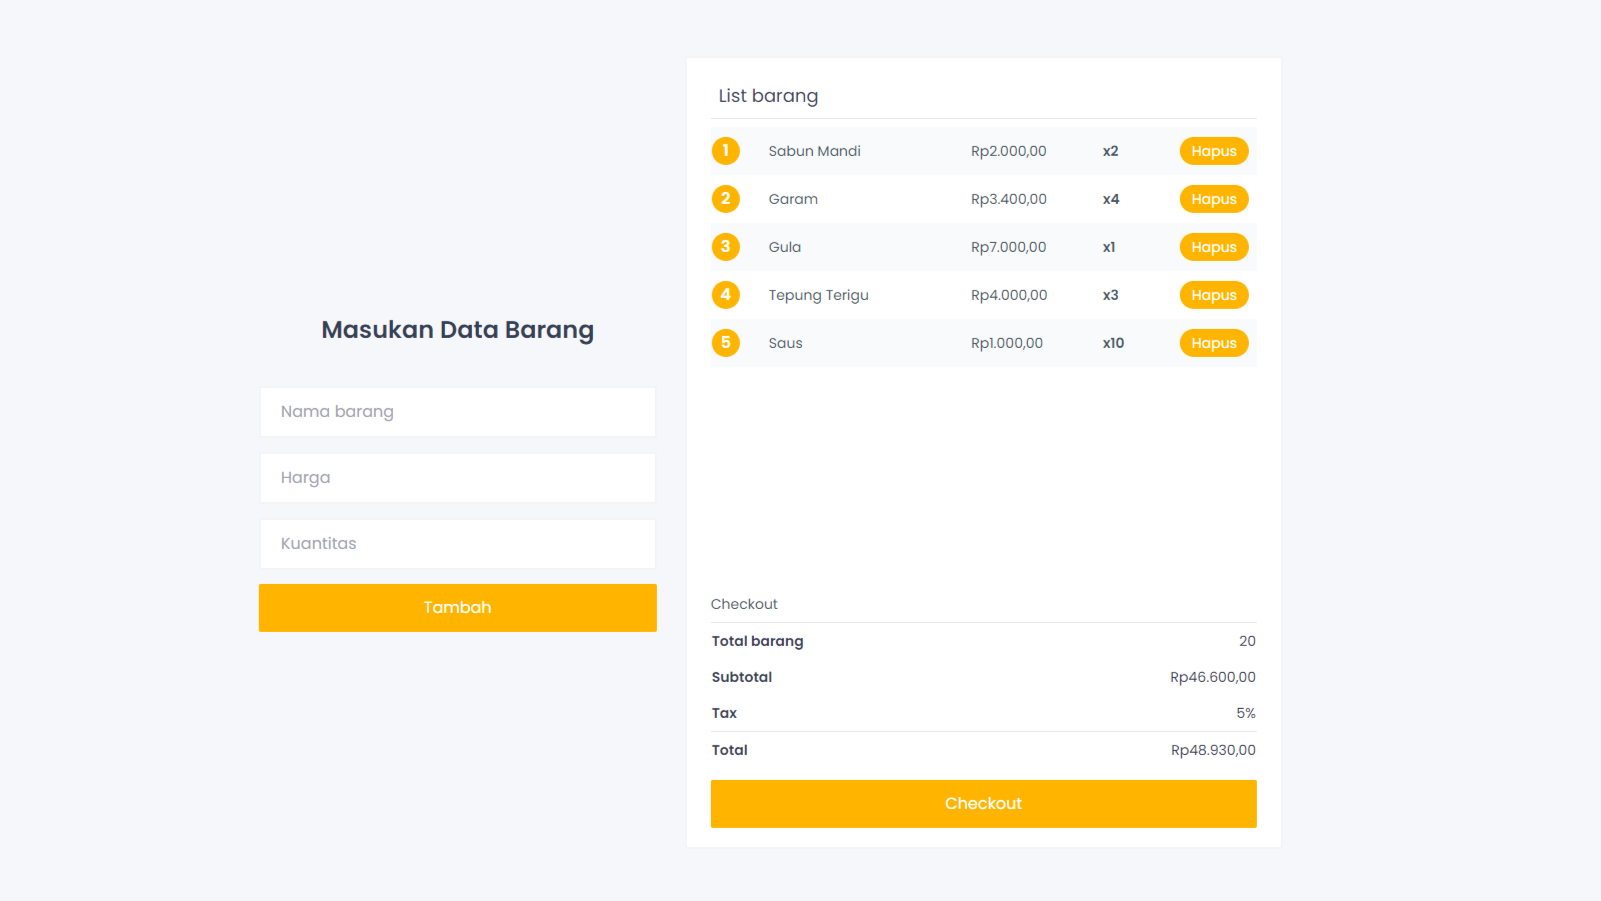 Masukan Data Barang
Nama barang
Harga
Kuantitas
Tambah
List barang
1 Sabun Mandi Rp2.000,00 x2 Hapus
2 Garam Rp3.400,00 x4 Hapus
3 Gula Rp7.000,00 x1 Hapus
4 Tepung Terigu Rp4.000,00 x3 Hapus
5 Saus Rp1.000,00 x10 Hapus
Checkout
Total barang 20
Subtotal Rp46.600,00
Tax 5%
Total Rp48.930,00
Checkout